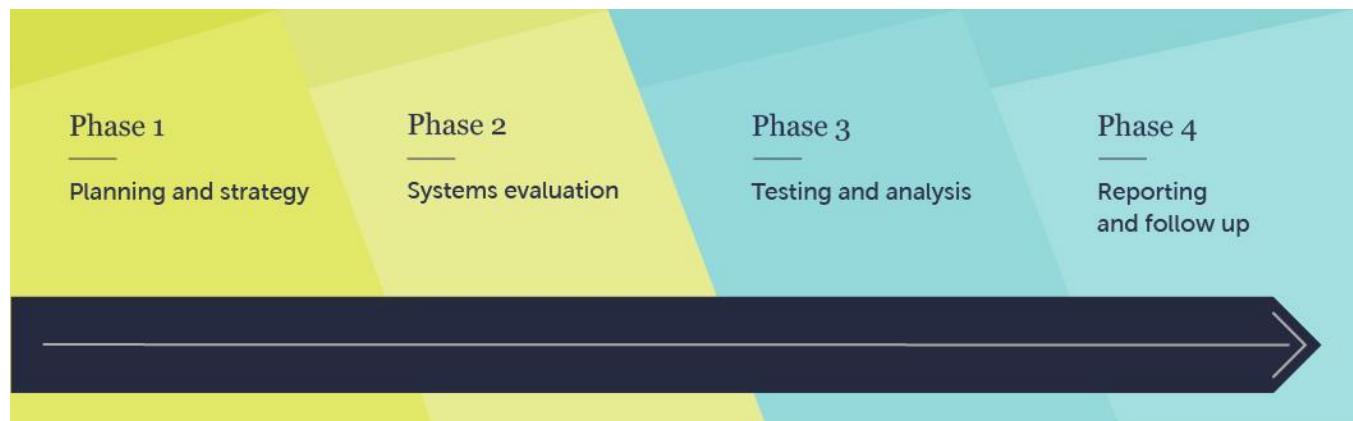 Phase 1
Planning and strategy
Phase 2
Systems evaluation
Phase 3
Testing and analysis
Phase 4
Reporting
and follow up